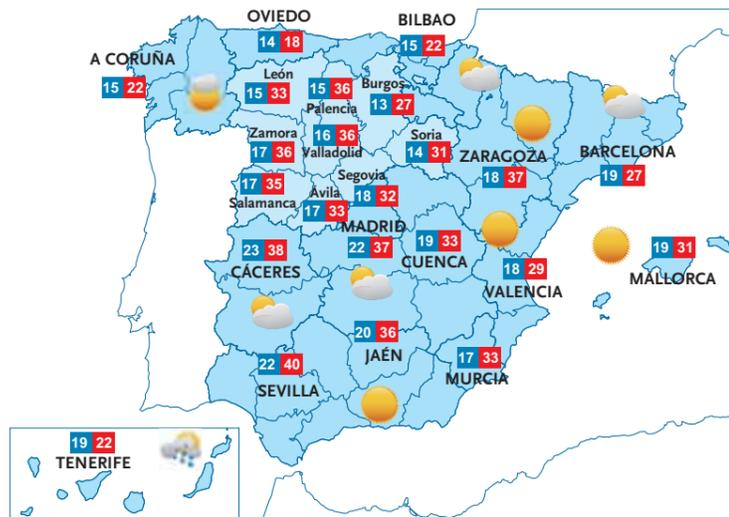 OVIEDO
14 18
BILBAO
15 22
A CORUÑA
15 22
León
15 33
15 36
Palencia
Burgos
13 27
Zamora
17 36
16 36
Valladolid
Soria
14 31
ZARAGOZA
18 37
BARCELONA
19 27
17 35
Salamanca
Ávila
17 33
Segovia
18 32
MADRID
22 37
19 33
CUENCA
23 38
CÁCERES
18 29
VALENCIA
19 31
MALLORCA
20 36
JAÉN
17 33
MURCIA
22 40
SEVILLA
19 22
TENERIFE